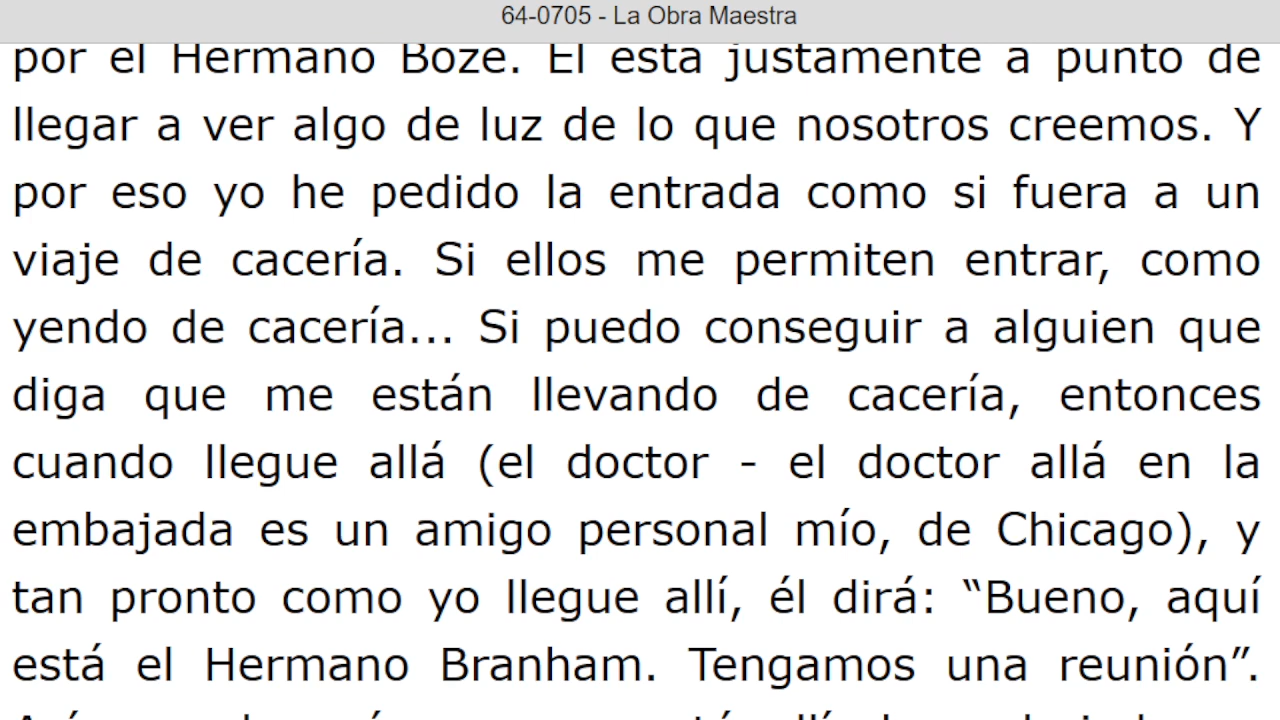 64-0705 - La Obra Maestra
por el Hermano Boze. Él está justamente a punto de
llegar a ver algo de luz de lo que nosotros creemos. Y
por eso yo he pedido la entrada como si fuera a un
viaje de cacería. Si ellos me permiten entrar, como
yendo de cacería... Si puedo conseguir a alguien que
diga que me están llevando de cacería, entonces
cuando llegue allá (el doctor - el doctor allá en la
embajada es un amigo personal mío, de Chicago), y
tan pronto como yo llegue allí, él dirá: “Bueno, aquí
está el Hermano Branham. Tengamos una reunión”.